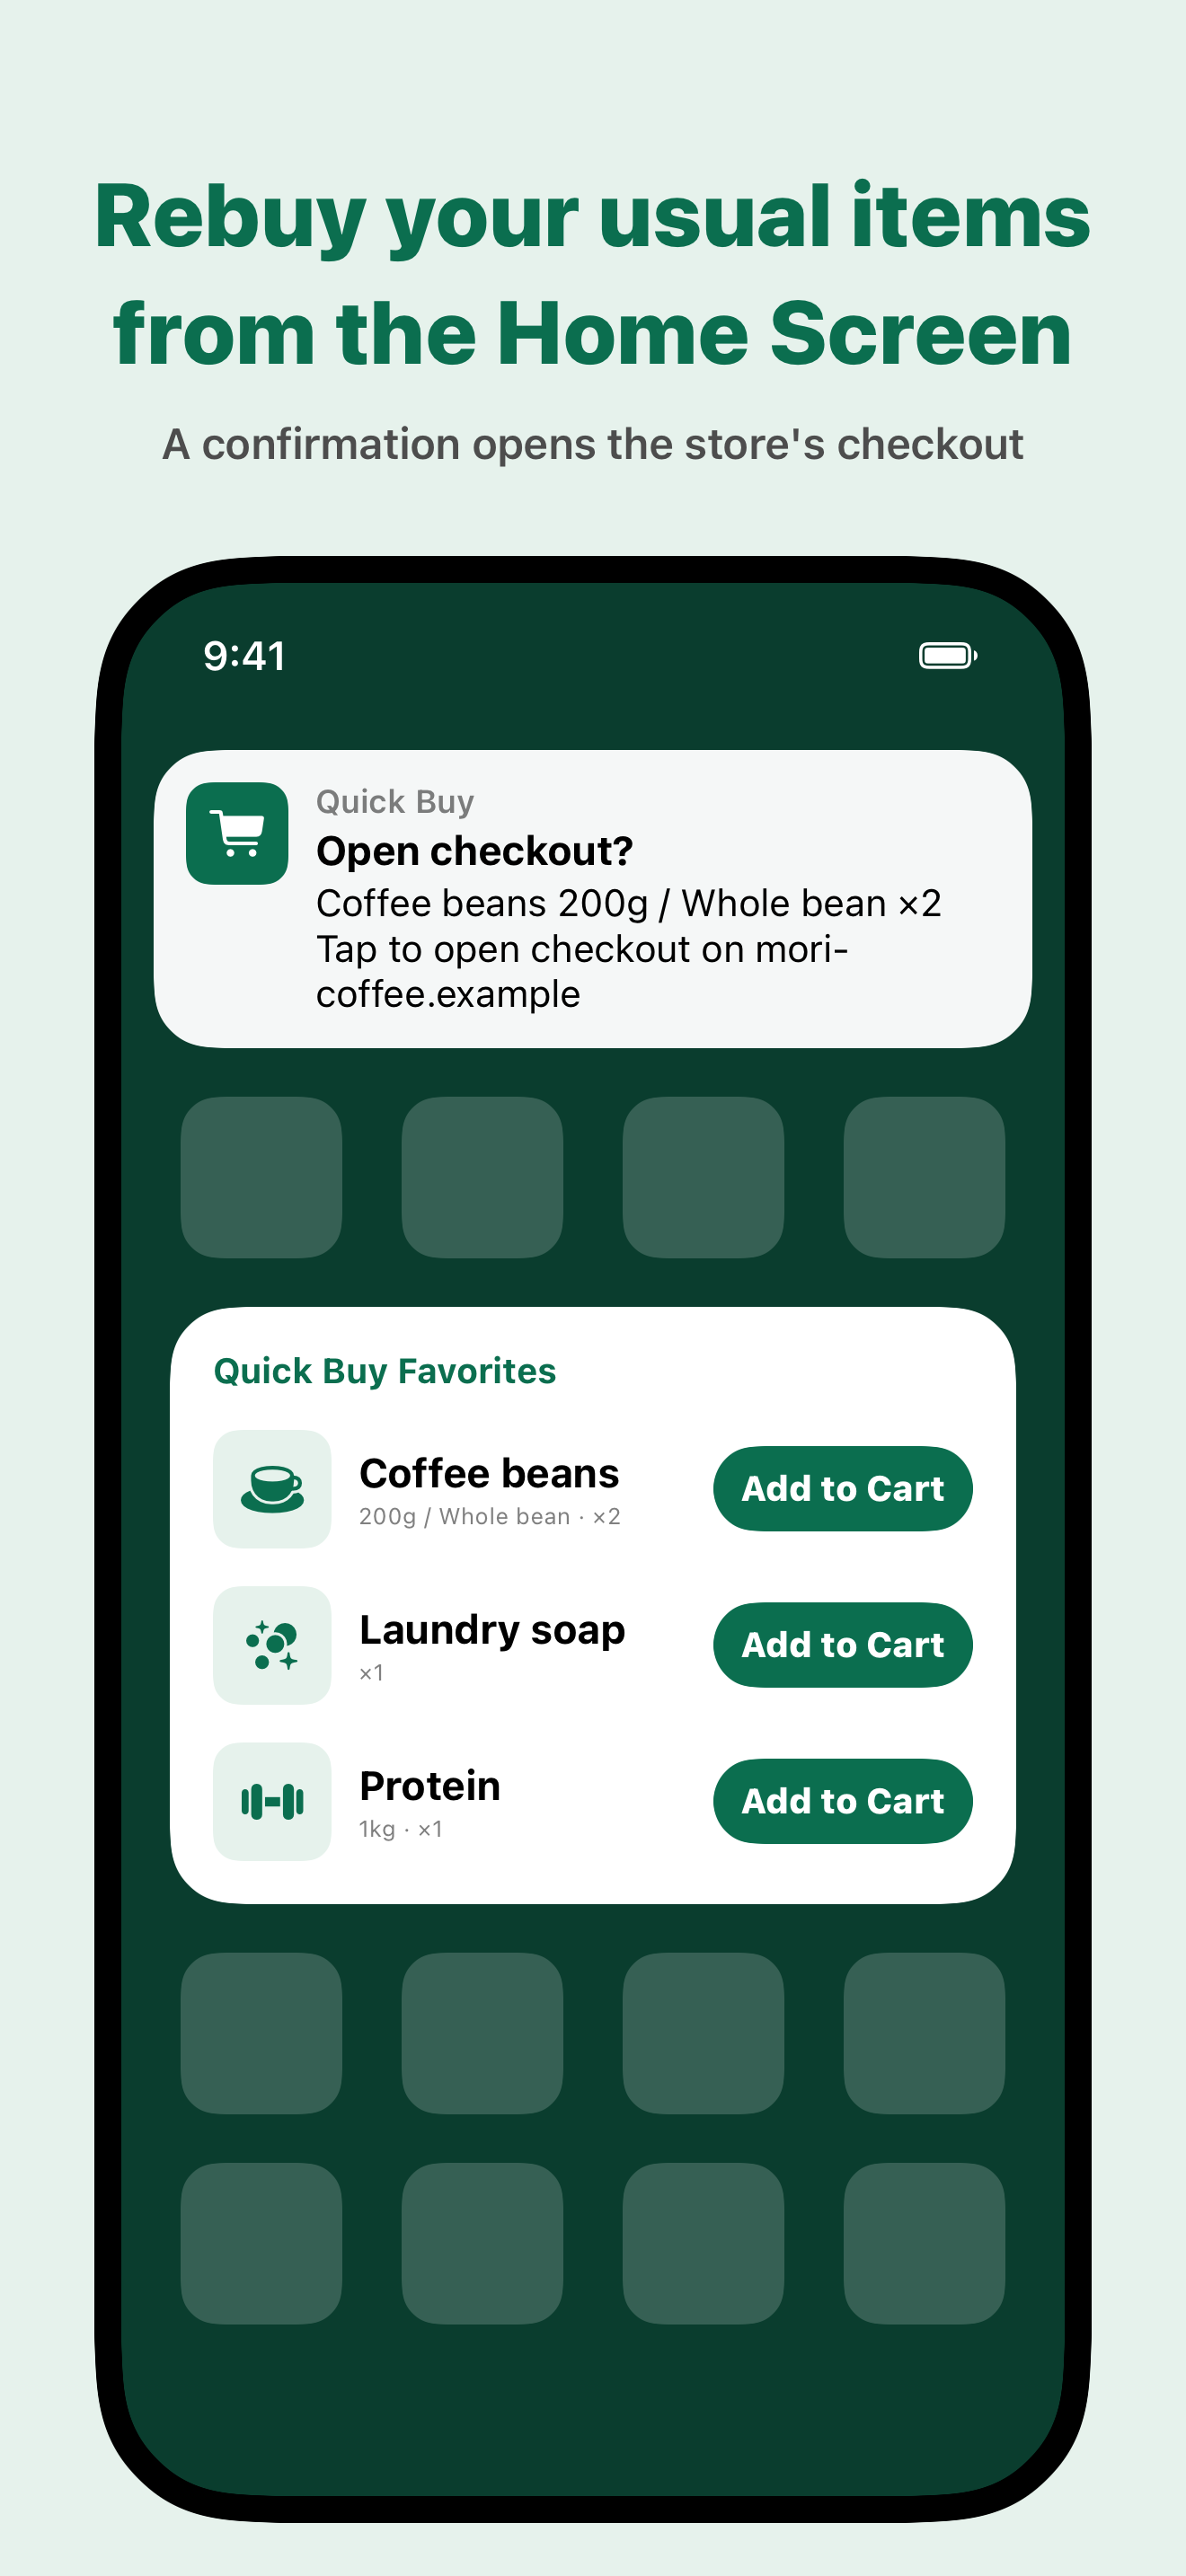 Rebuy your usual items
from the Home Screen
A confirmation opens the store's checkout
9:41
Quick Buy
Open checkout?
Coffee beans 200g / Whole bean ×2
Tap to open checkout on mori-
coffee.example
Quick Buy Favorites
Coffee beans
200g / Whole bean · ×2
Add to Cart
Laundry soap
×1
Add to Cart
Protein
1kg · ×1
Add to Cart